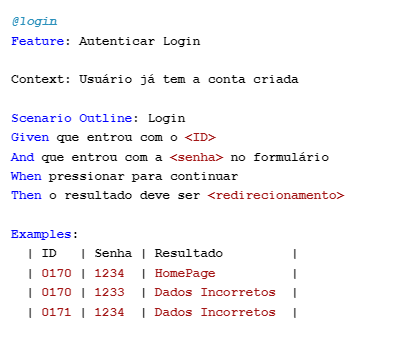 @login
Feature: Autenticar Login
Context: Usuário já tem a conta criada
Scenario Outline: Login
Given que entrou com o <ID>
And que entrou com a <senha> no formulário
When pressionar para continuar
Then o resultado deve ser <redirecionamento>
Examples:
| ID | Senha | Resultado |
| 0170 | 1234 | HomePage |
| 0170 | 1233 | Dados Incorretos |
| 0171 | 1234 | Dados Incorretos |